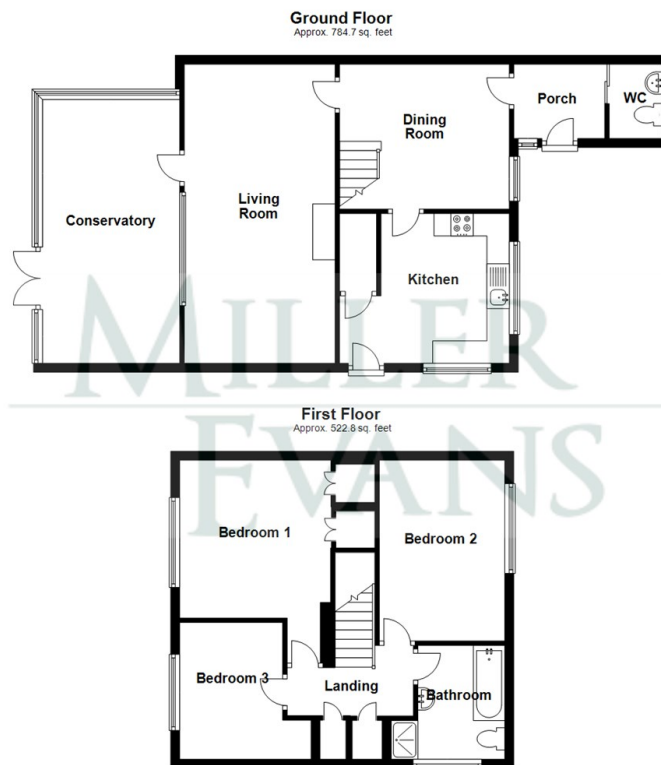 Ground Floor
Approx. 784.7 sq. feet
Porch
WC
Dining
Room
Living
Room
Conservatory
Kitchen
MILLER
EVANS
First Floor
Approx. 522.8 sq. feet
Bedroom 1
Bedroom 2
Bedroom 3
Landing
Bathroom